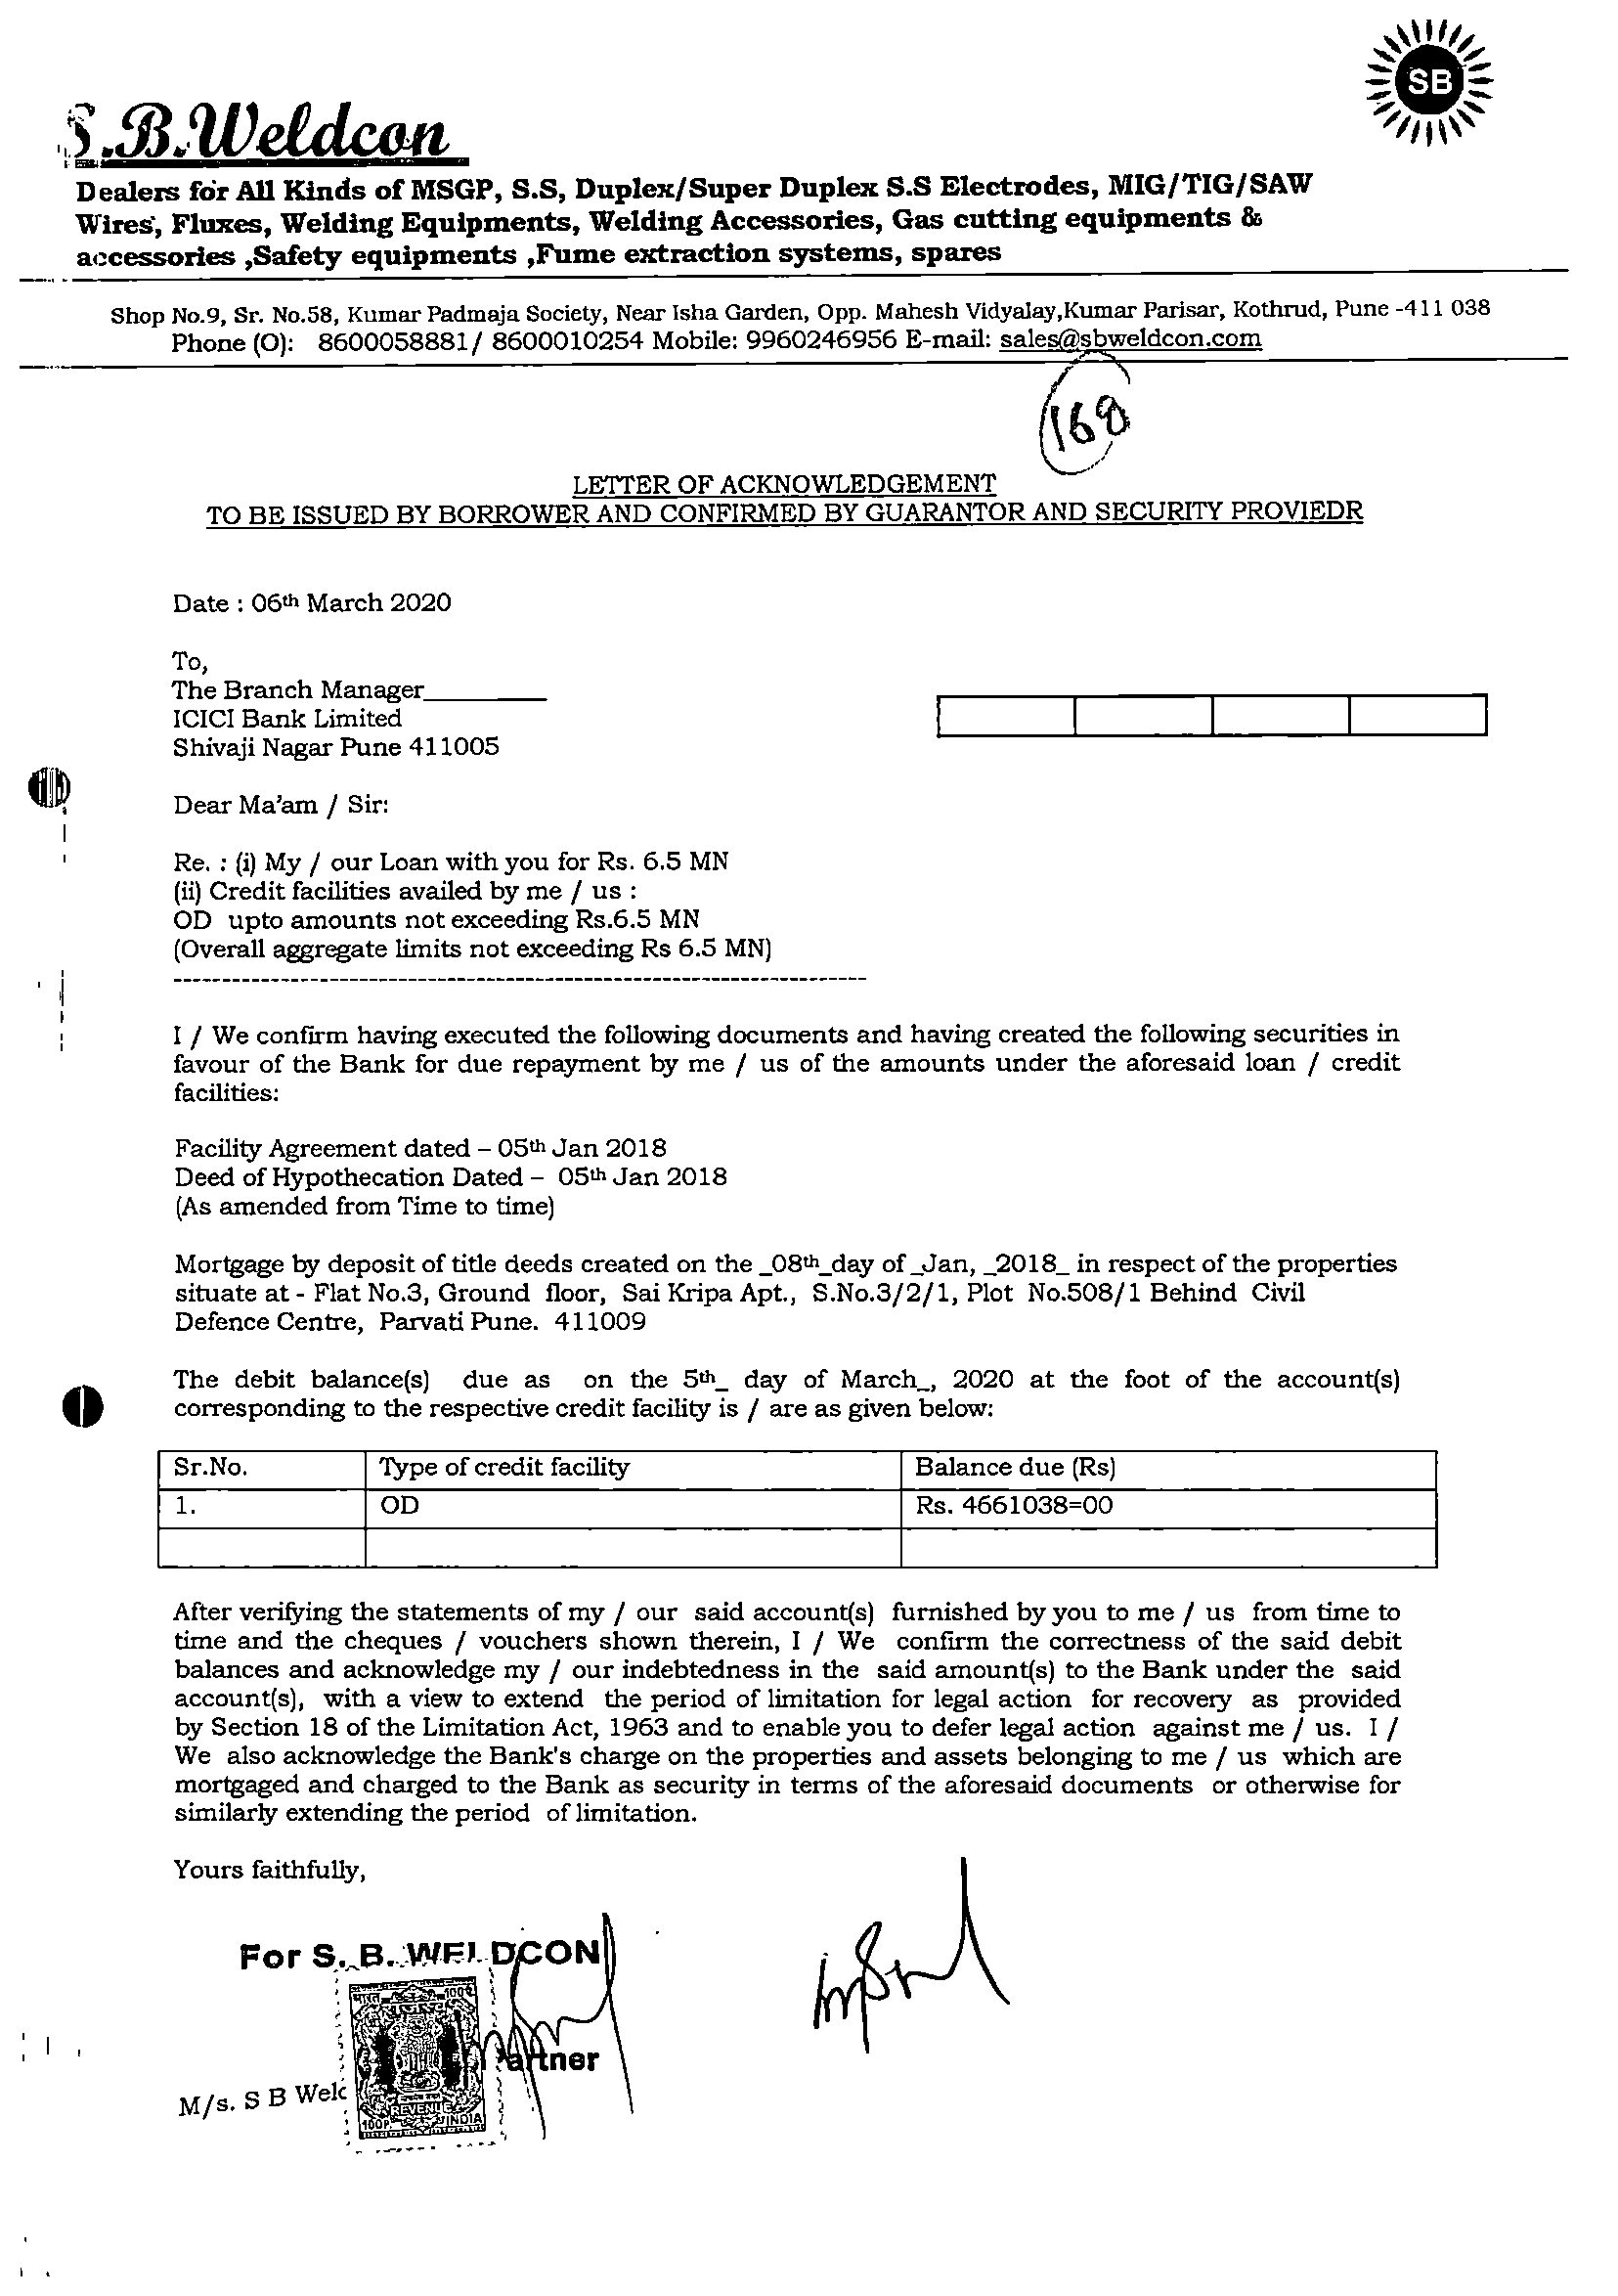 SB
S.B.Weldcon
Dealers for All Kinds of MSGP, S.S, Duplex/Super Duplex S.S Electrodes, MIG/TIG/SAW
Wires, Fluxes, Welding Equipments, Welding Accessories, Gas cutting equipments &
accessories ,Safety equipments ,Fume extraction systems, spares
Shop No.9, Sr. No.58, Kumar Padmaja Society, Near Isha Garden, Opp. Mahesh Vidyalay,Kumar Parisar, Kothrud, Pune -411 038
Phone (O): 8600058881/ 8600010254 Mobile: 9960246956 E-mail: sales@sbweldcon.com
168
LETTER OF ACKNOWLEDGEMENT
TO BE ISSUED BY BORROWER AND CONFIRMED BY GUARANTOR AND SECURITY PROVIEDR
Date : 06th March 2020
To,
The Branch Manager_________
ICICI Bank Limited
Shivaji Nagar Pune 411005
Dear Ma'am / Sir:
Re. : (i) My / our Loan with you for Rs. 6.5 MN
(ii) Credit facilities availed by me / us :
OD upto amounts not exceeding Rs.6.5 MN
(Overall aggregate limits not exceeding Rs 6.5 MN)
I / We confirm having executed the following documents and having created the following securities in
favour of the Bank for due repayment by me / us of the amounts under the aforesaid loan / credit
facilities:
Facility Agreement dated – 05th Jan 2018
Deed of Hypothecation Dated – 05th Jan 2018
(As amended from Time to time)
Mortgage by deposit of title deeds created on the _08th_day of _Jan, _2018_ in respect of the properties
situate at - Flat No.3, Ground floor, Sai Kripa Apt., S.No.3/2/1, Plot No.508/1 Behind Civil
Defence Centre, Parvati Pune. 411009
The debit balance(s) due as on the 5th_ day of March_, 2020 at the foot of the account(s)
corresponding to the respective credit facility is / are as given below:
Sr.No. Type of credit facility Balance due (Rs)
1. OD Rs. 4661038=00
After verifying the statements of my / our said account(s) furnished by you to me / us from time to
time and the cheques / vouchers shown therein, I / We confirm the correctness of the said debit
balances and acknowledge my / our indebtedness in the said amount(s) to the Bank under the said
account(s), with a view to extend the period of limitation for legal action for recovery as provided
by Section 18 of the Limitation Act, 1963 and to enable you to defer legal action against me / us. I /
We also acknowledge the Bank's charge on the properties and assets belonging to me / us which are
mortgaged and charged to the Bank as security in terms of the aforesaid documents or otherwise for
similarly extending the period of limitation.
Yours faithfully,
For S. B. WELDCON
भारत 100
Partner
M/s. S B Weld
REVENUE
100P INDIA